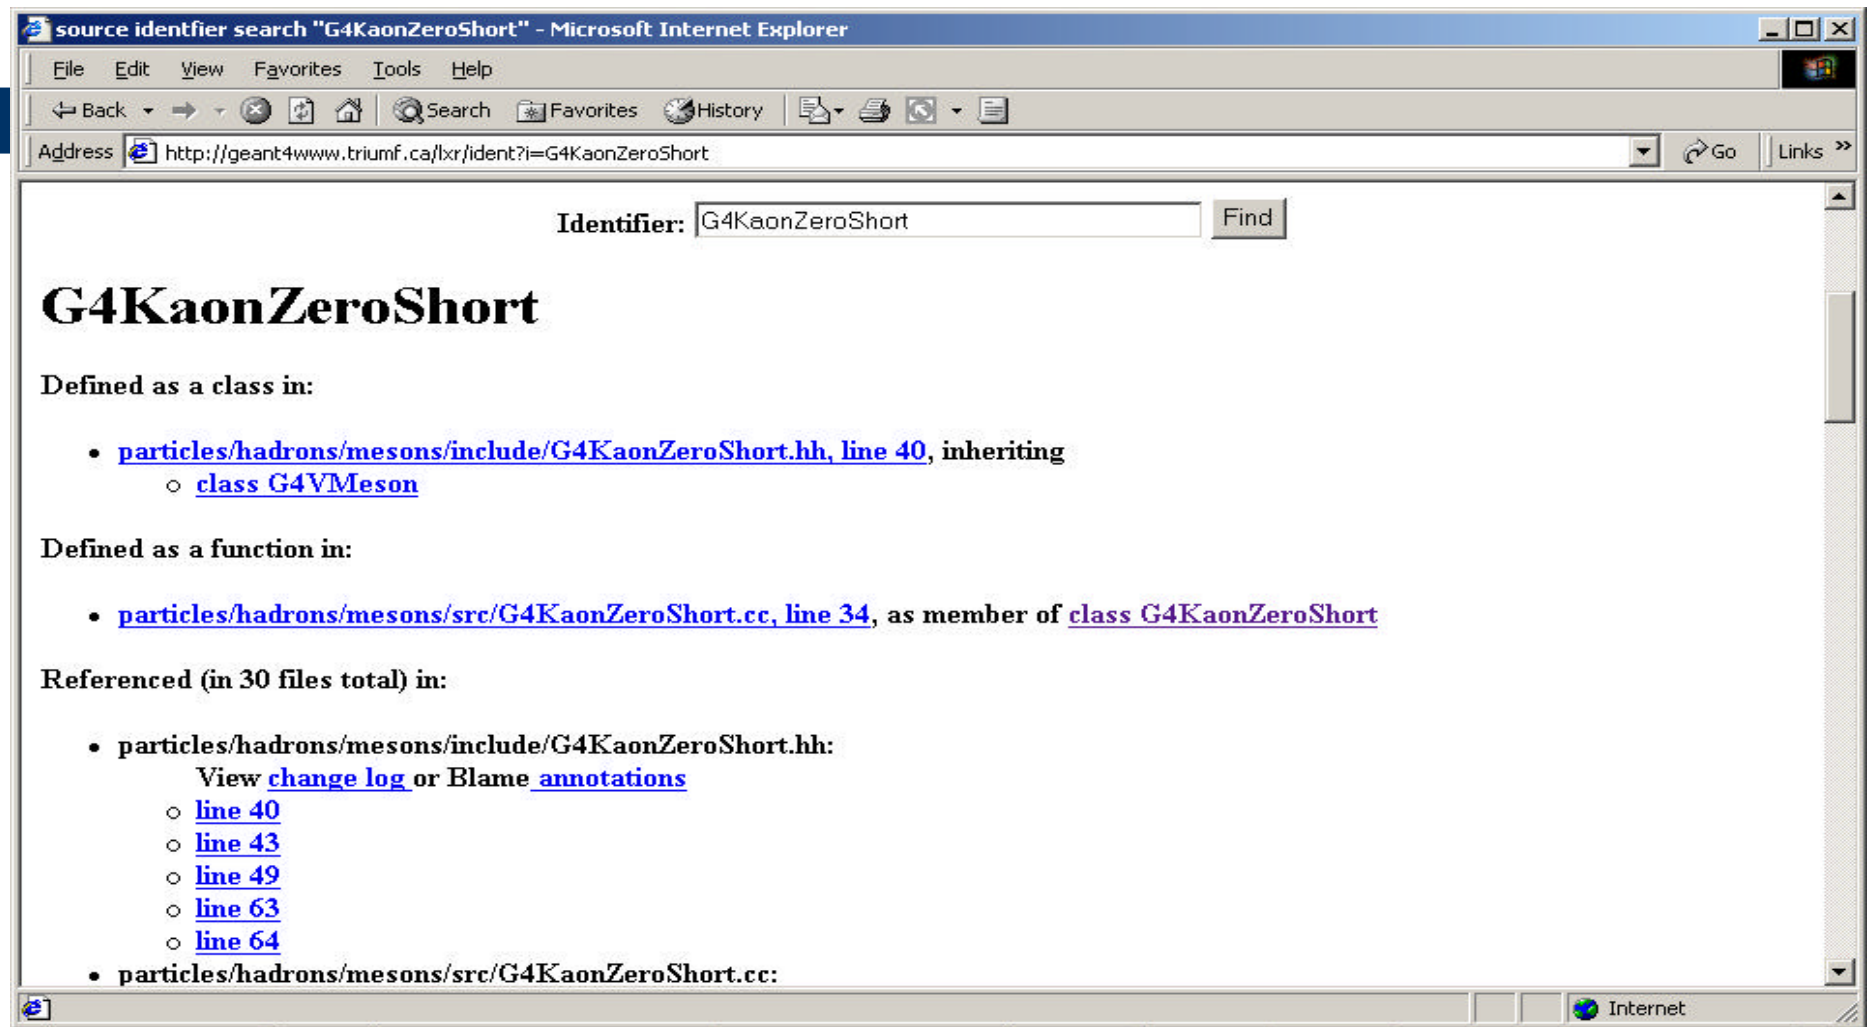 source identfier search "G4KaonZeroShort" - Microsoft Internet Explorer
File Edit View Favorites Tools Help
Back Search Favorites History
Address http://geant4www.triumf.ca/lxr/ident?i=G4KaonZeroShort Go Links »
Identifier: G4KaonZeroShort Find
G4KaonZeroShort
Defined as a class in:
• particles/hadrons/mesons/include/G4KaonZeroShort.hh, line 40, inheriting
○ class G4VMeson
Defined as a function in:
• particles/hadrons/mesons/src/G4KaonZeroShort.cc, line 34, as member of class G4KaonZeroShort
Referenced (in 30 files total) in:
• particles/hadrons/mesons/include/G4KaonZeroShort.hh:
View change log or Blame annotations
○ line 40
○ line 43
○ line 49
○ line 63
○ line 64
• particles/hadrons/mesons/src/G4KaonZeroShort.cc:
Internet